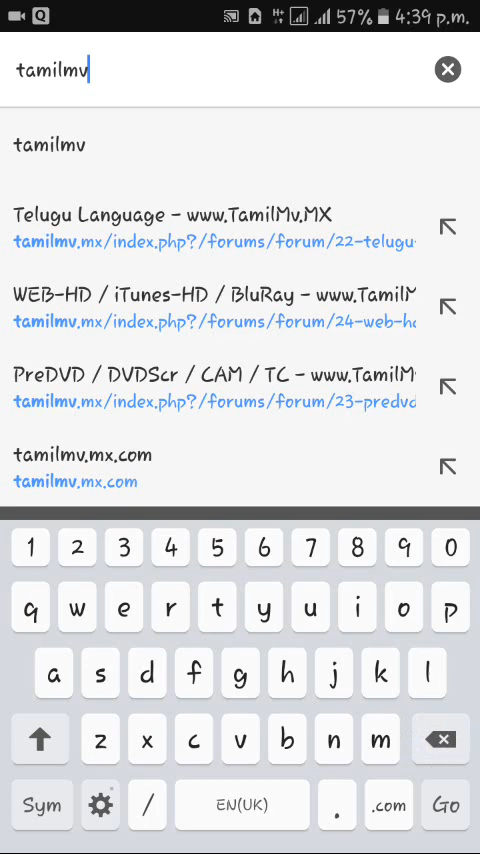 H+ 57% 4:39 p.m.
tamilmv
tamilmv
Telugu Language - www.TamilMv.MX
tamilmv.mx/index.php?/forums/forum/22-telugu-
WEB-HD / iTunes-HD / BluRay - www.TamilM
tamilmv.mx/index.php?/forums/forum/24-web-hd
PreDVD / DVDScr / CAM / TC - www.TamilMv
tamilmv.mx/index.php?/forums/forum/23-predvd
tamilmv.mx.com
tamilmv.mx.com
1 2 3 4 5 6 7 8 9 0
q w e r t y u i o p
a s d f g h j k l
z x c v b n m
Sym / EN(UK) . .com Go